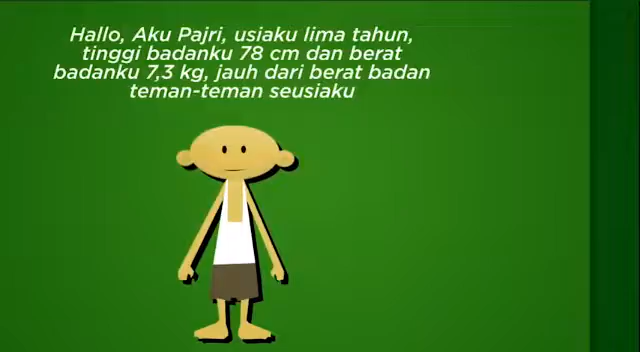 Hallo, Aku Pajri, usiaku lima tahun,
tinggi badanku 78 cm dan berat
badanku 7,3 kg, jauh dari berat badan
teman-teman seusiaku